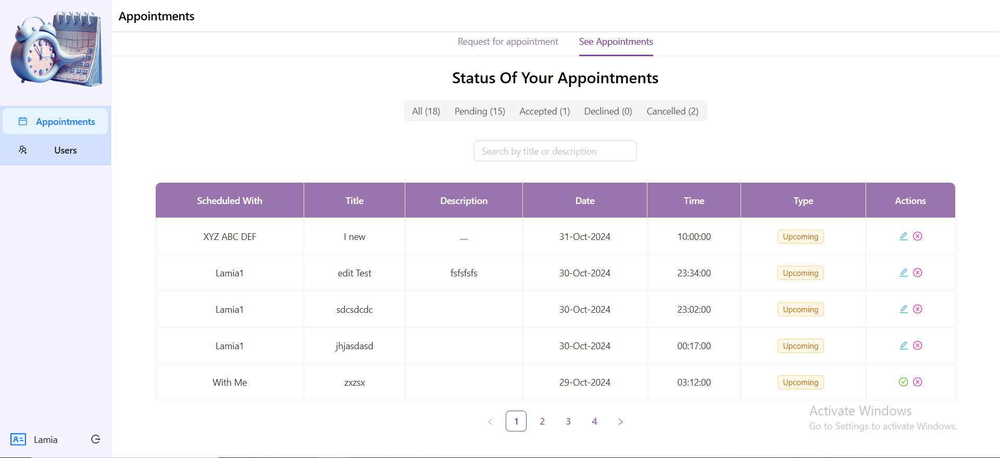 Appointments
Request for appointment See Appointments
Status Of Your Appointments
All (18) Pending (15) Accepted (1) Declined (0) Cancelled (2)
Search by title or description
Appointments
Users
Scheduled With Title Description Date Time Type Actions
XYZ ABC DEF I new .... 31-Oct-2024 10:00:00 Upcoming
Lamia1 edit Test fsfsfsfs 30-Oct-2024 23:34:00 Upcoming
Lamia1 sdcsdcdc 30-Oct-2024 23:02:00 Upcoming
Lamia1 jhjasdasd 30-Oct-2024 00:17:00 Upcoming
With Me zxzsx 29-Oct-2024 03:12:00 Upcoming
< 1 2 3 4 >
Activate Windows
Go to Settings to activate Windows.
Lamia